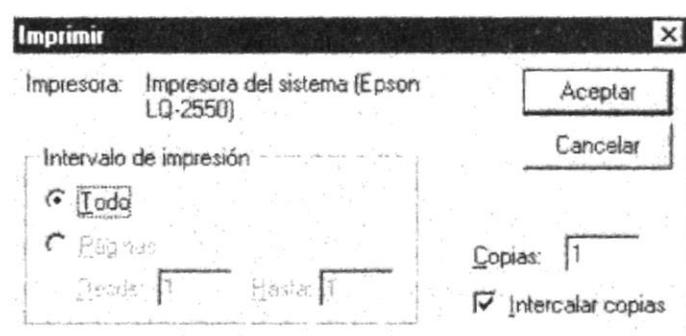 Imprimir
Impresora: Impresora del sistema (Epson
LQ-2550)
Aceptar
Cancelar
Intervalo de impresión
Todo
Páginas
Desde: 1 Hasta: 1
Copias: 1
Intercalar copias